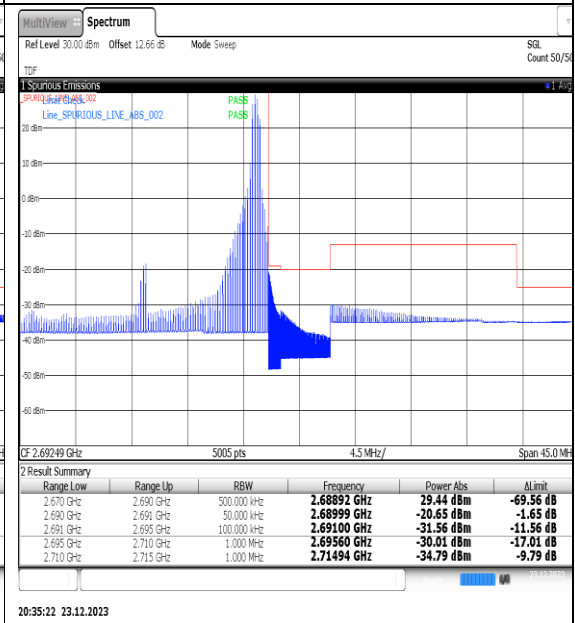 MultiView Spectrum
Ref Level 30.00 dBm Offset 12.66 dB Mode Sweep SGL
Count 50/50
TDF
1 Spurious Emissions 1 Avg
Limit Check PASS
Line_SPURIOUS_LINE_ABS_002 PASS
20 dBm
10 dBm
0 dBm
-10 dBm
-20 dBm
-30 dBm
-40 dBm
-50 dBm
-60 dBm
CF 2.69249 GHz 5005 pts 4.5 MHz/ Span 45.0 MH
2 Result Summary
Range Low Range Up RBW Frequency Power Abs ΔLimit
2.670 GHz 2.690 GHz 500.000 kHz 2.68892 GHz 29.44 dBm -69.56 dB
2.690 GHz 2.691 GHz 50.000 kHz 2.68999 GHz -20.65 dBm -1.65 dB
2.691 GHz 2.695 GHz 100.000 kHz 2.69100 GHz -31.56 dBm -11.56 dB
2.695 GHz 2.710 GHz 1.000 MHz 2.69560 GHz -30.01 dBm -17.01 dB
2.710 GHz 2.715 GHz 1.000 MHz 2.71494 GHz -34.79 dBm -9.79 dB
23.12.2023
20:35:22 23.12.2023